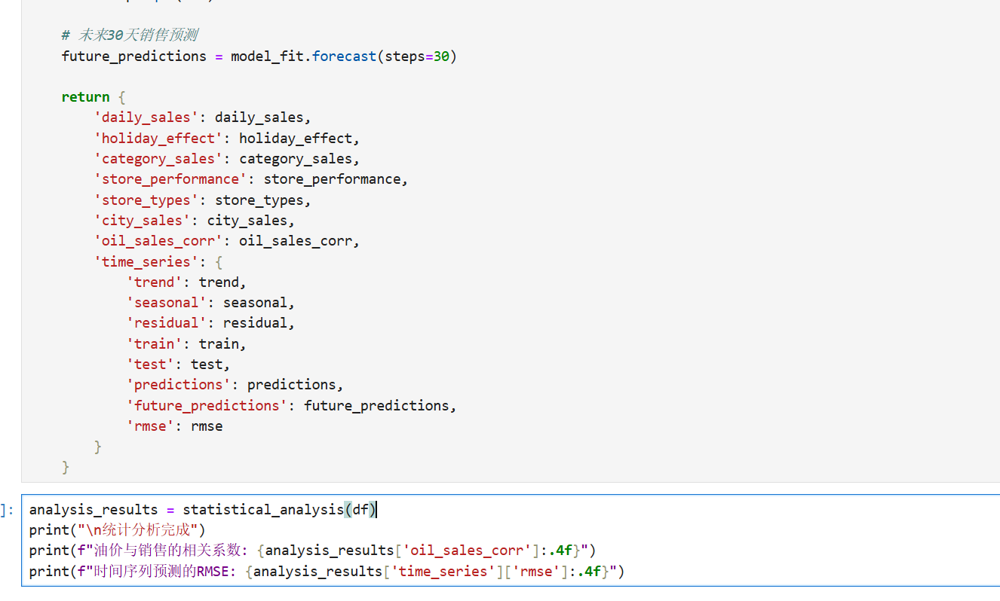 # 未来30天销售预测
future_predictions = model_fit.forecast(steps=30)
return {
'daily_sales': daily_sales,
'holiday_effect': holiday_effect,
'category_sales': category_sales,
'store_performance': store_performance,
'store_types': store_types,
'city_sales': city_sales,
'oil_sales_corr': oil_sales_corr,
'time_series': {
'trend': trend,
'seasonal': seasonal,
'residual': residual,
'train': train,
'test': test,
'predictions': predictions,
'future_predictions': future_predictions,
'rmse': rmse
}
}
]: analysis_results = statistical_analysis(df)
print("\n统计分析完成")
print(f"油价与销售的相关系数: {analysis_results['oil_sales_corr']:.4f}")
print(f"时间序列预测的RMSE: {analysis_results['time_series']['rmse']:.4f}")